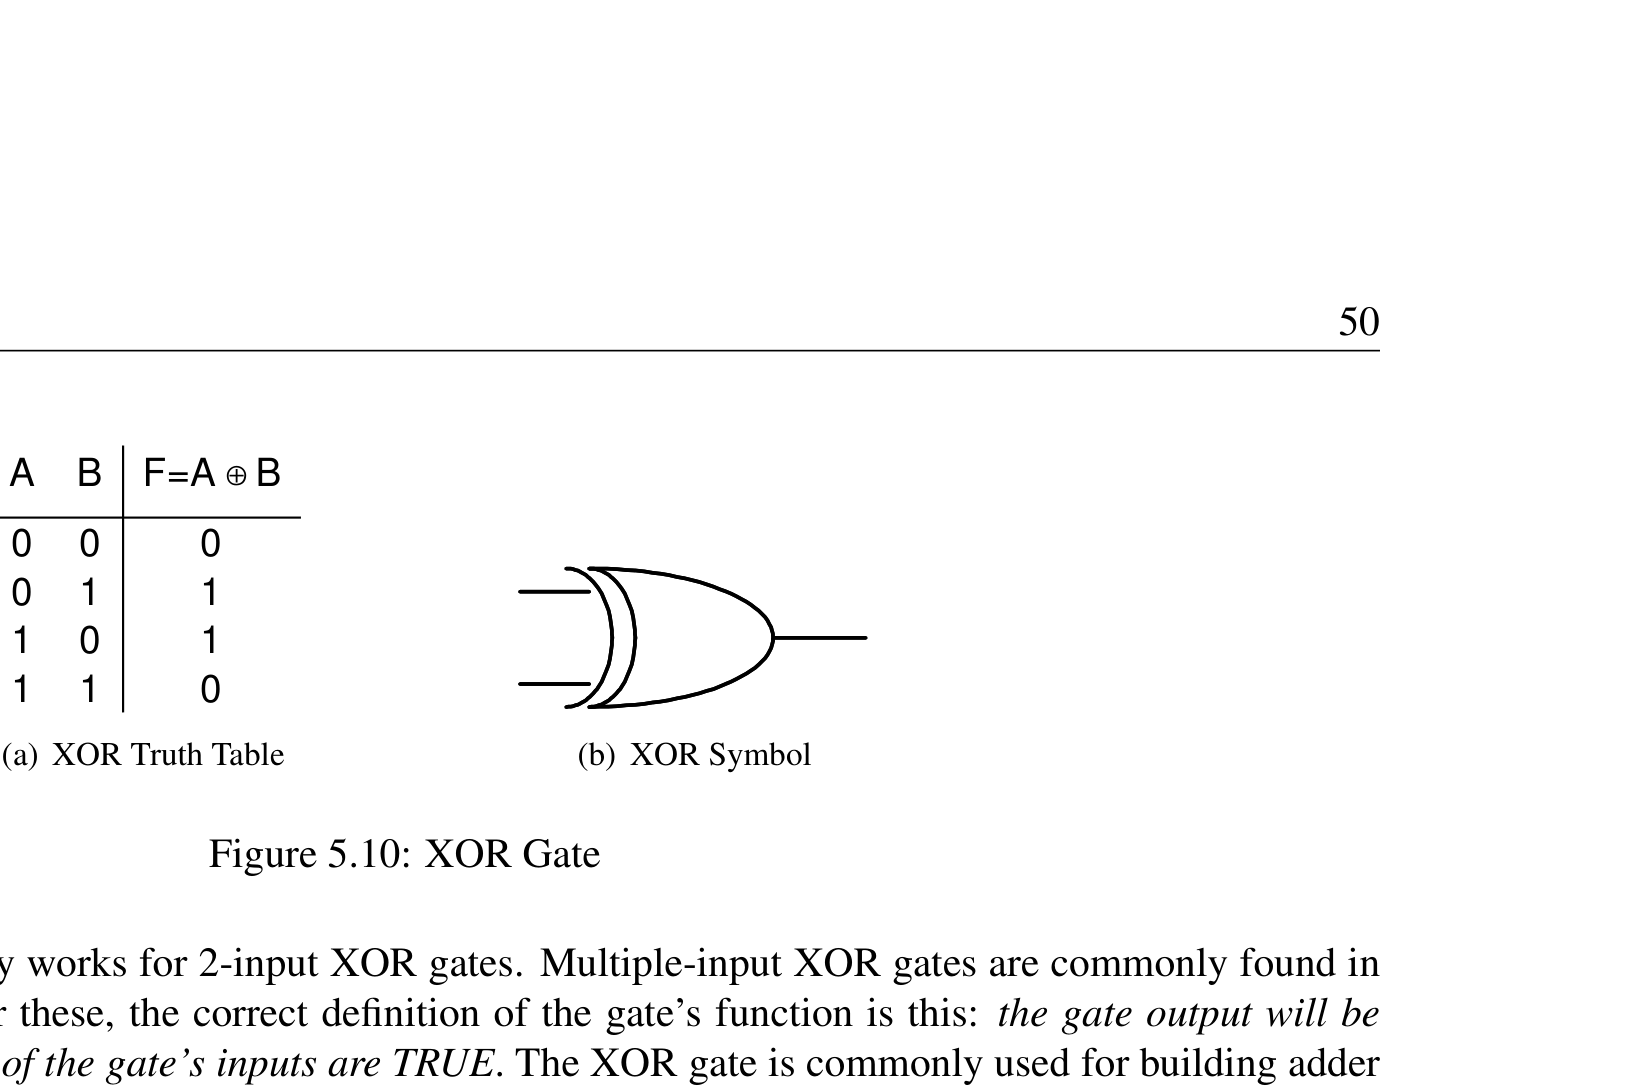 50
A B F=A ⊕ B
0 0 0
0 1 1
1 0 1
1 1 0
(a) XOR Truth Table
(b) XOR Symbol
Figure 5.10: XOR Gate
works for 2-input XOR gates. Multiple-input XOR gates are commonly found in
these, the correct definition of the gate’s function is this: the gate output will be
of the gate’s inputs are TRUE. The XOR gate is commonly used for building adder